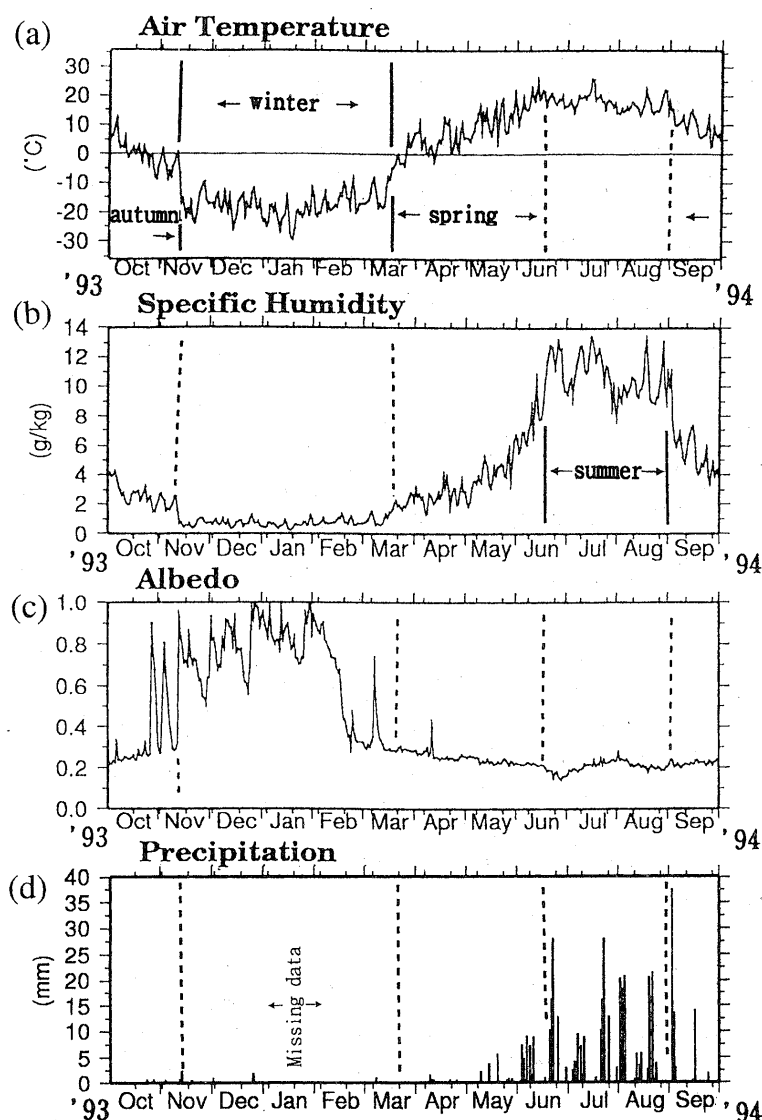 (a) Air Temperature
30
20
10
0
-10
-20
-30
(°C)
← winter →
autumn
→
← spring →
←
Oct Nov Dec Jan Feb Mar Apr May Jun Jul Aug Sep
'93 '94
(b) Specific Humidity
14
12
10
8
6
4
2
0
(g/kg)
←summer→
Oct Nov Dec Jan Feb Mar Apr May Jun Jul Aug Sep
'93 '94
(c) Albedo
1.0
0.8
0.6
0.4
0.2
0.0
Oct Nov Dec Jan Feb Mar Apr May Jun Jul Aug Sep
'93 '94
(d) Precipitation
40
35
30
25
20
15
10
5
0
(mm)
Missing data
← →
Oct Nov Dec Jan Feb Mar Apr May Jun Jul Aug Sep
'93 '94